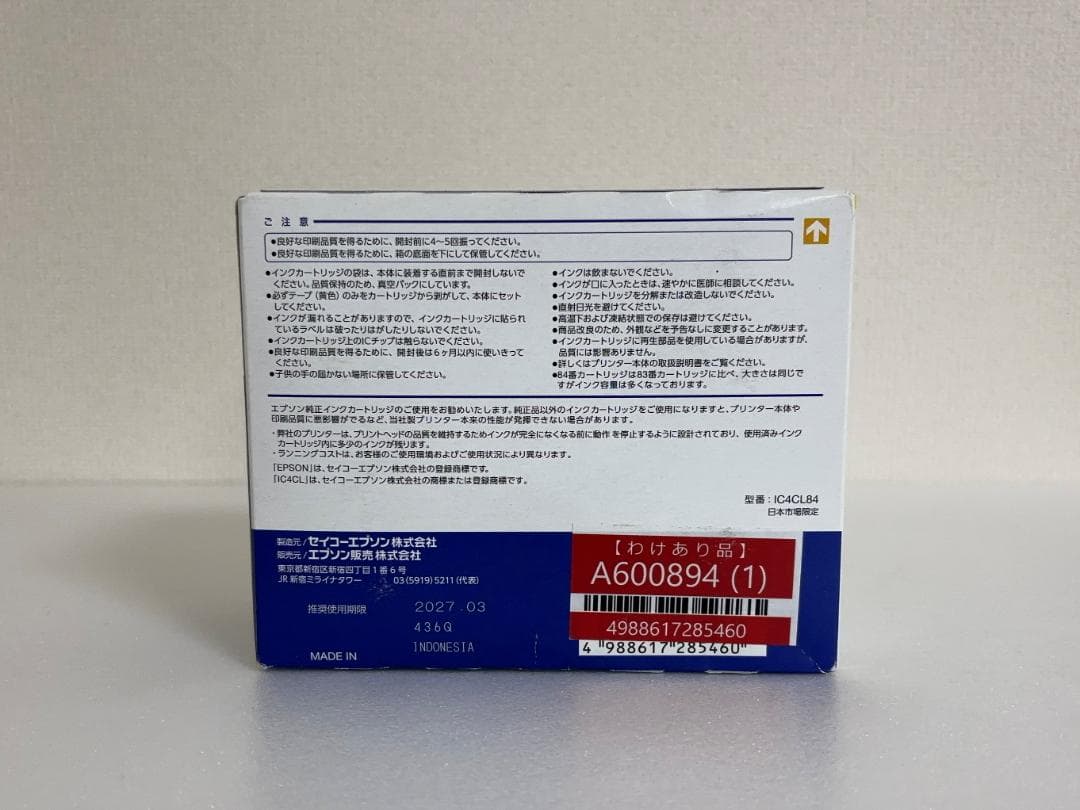 ご注意
●良好な印刷品質を得るために、開封前に4〜5回振ってください。
●良好な印刷品質を得るために、箱の底面を下にして保管してください。
●インクカートリッジの袋は、本体に装着する直前まで開封しないで
ください。品質保持のため、真空パックにしています。
●必ずテープ（黄色）のみをカートリッジから剥がして、本体にセット
してください。
●インクが漏れることがありますので、インクカートリッジに貼られ
ているラベルは破ったりはがしたりしないでください。
●インクカートリッジ上のICチップは触らないでください。
●良好な印刷品質を得るために、開封後は6ヶ月以内に使いきって
ください。
●子供の手の届かない場所に保管してください。
●インクは飲まないでください。
●インクが口に入ったときは、速やかに医師に相談してください。
●インクカートリッジを分解または改造しないでください。
●直射日光を避けてください。
●高温下および凍結状態での保存は避けてください。
●商品改良のため、外観などを予告なしに変更することがあります。
●インクカートリッジに再生部品を使用している場合がありますが、
品質には影響ありません。
●詳しくはプリンター本体の取扱説明書をご覧ください。
●84番カートリッジは83番カートリッジに比べ、大きさは同じで
すがインク容量は多くなっております。
エプソン純正インクカートリッジのご使用をお勧めいたします。純正品以外のインクカートリッジをご使用になりますと、プリンター本体や
印刷品質に悪影響がでるなど、当社製プリンター本来の性能が発揮できない場合があります。
・弊社のプリンターは、プリントヘッドの品質を維持するためインクが完全になくなる前に動作を停止するように設計されており、使用済みインク
カートリッジ内に多少のインクが残ります。
・ランニングコストは、お客様のご使用環境およびご使用状況により異なります。
「EPSON」は、セイコーエプソン株式会社の登録商標です。
「IC4CL」は、セイコーエプソン株式会社の商標または登録商標です。
型番：IC4CL84
日本市場限定
製造元/セイコーエプソン株式会社
販売元/エプソン販売株式会社
東京都新宿区新宿四丁目1番6号
JR新宿ミライナタワー 03(5919)5211(代表)
推奨使用期限 2027.03
436Q
MADE IN INDONESIA
【わけあり品】
A600894 (1)
4988617285460
4"988617"285460"